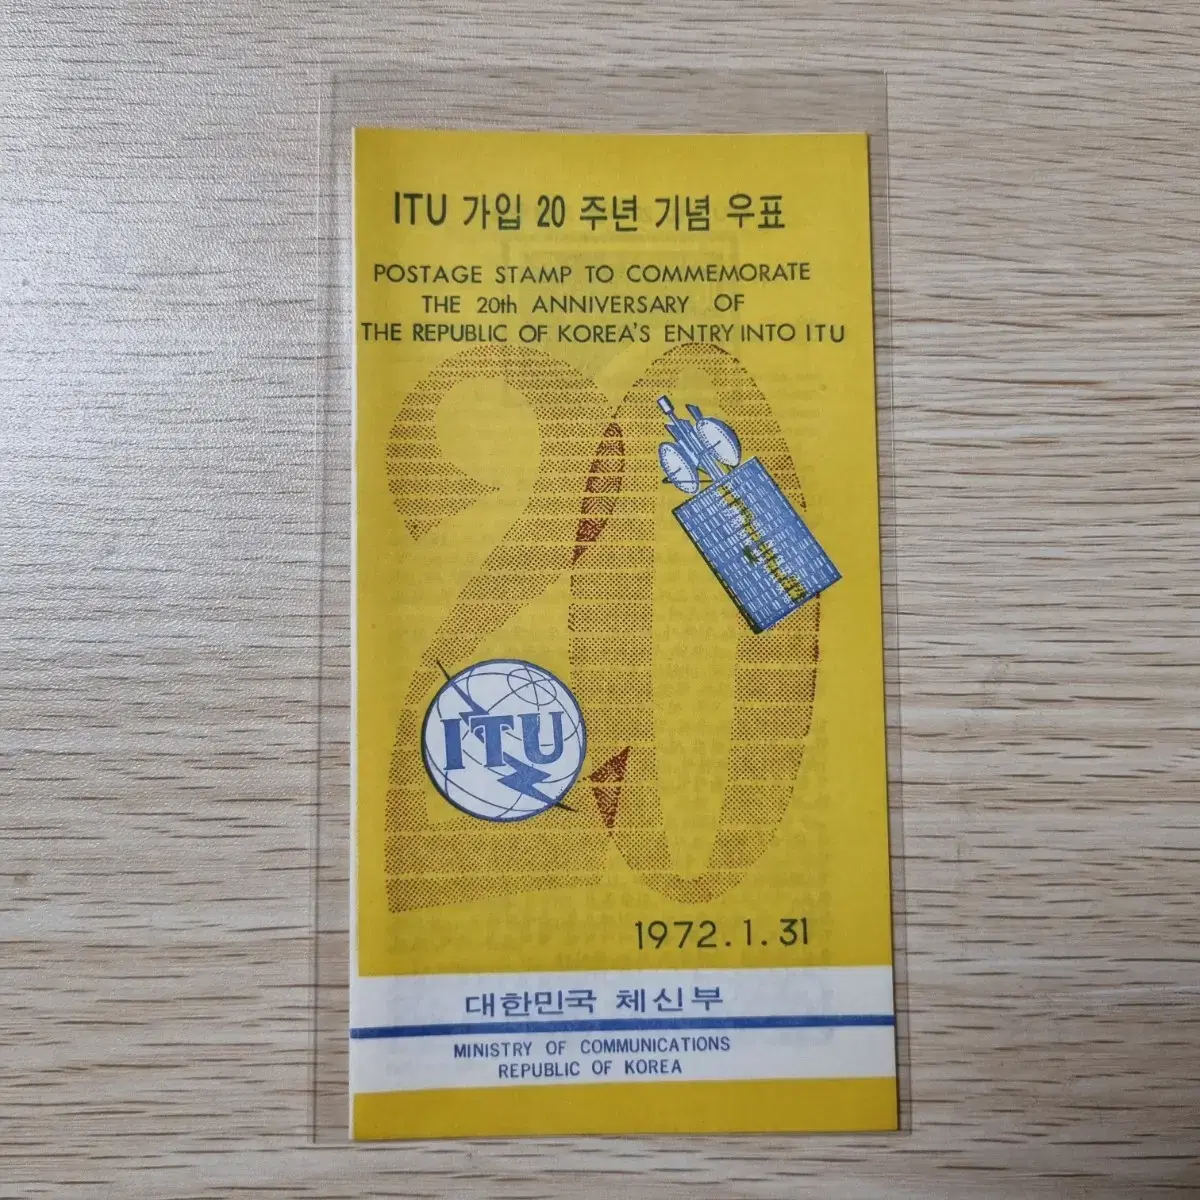 ITU 가입 20 주년 기념 우표
POSTAGE STAMP TO COMMEMORATE
THE 20th ANNIVERSARY OF
THE REPUBLIC OF KOREA'S ENTRY INTO ITU
20
ITU
1972.1.31
대한민국 체신부
MINISTRY OF COMMUNICATIONS
REPUBLIC OF KOREA